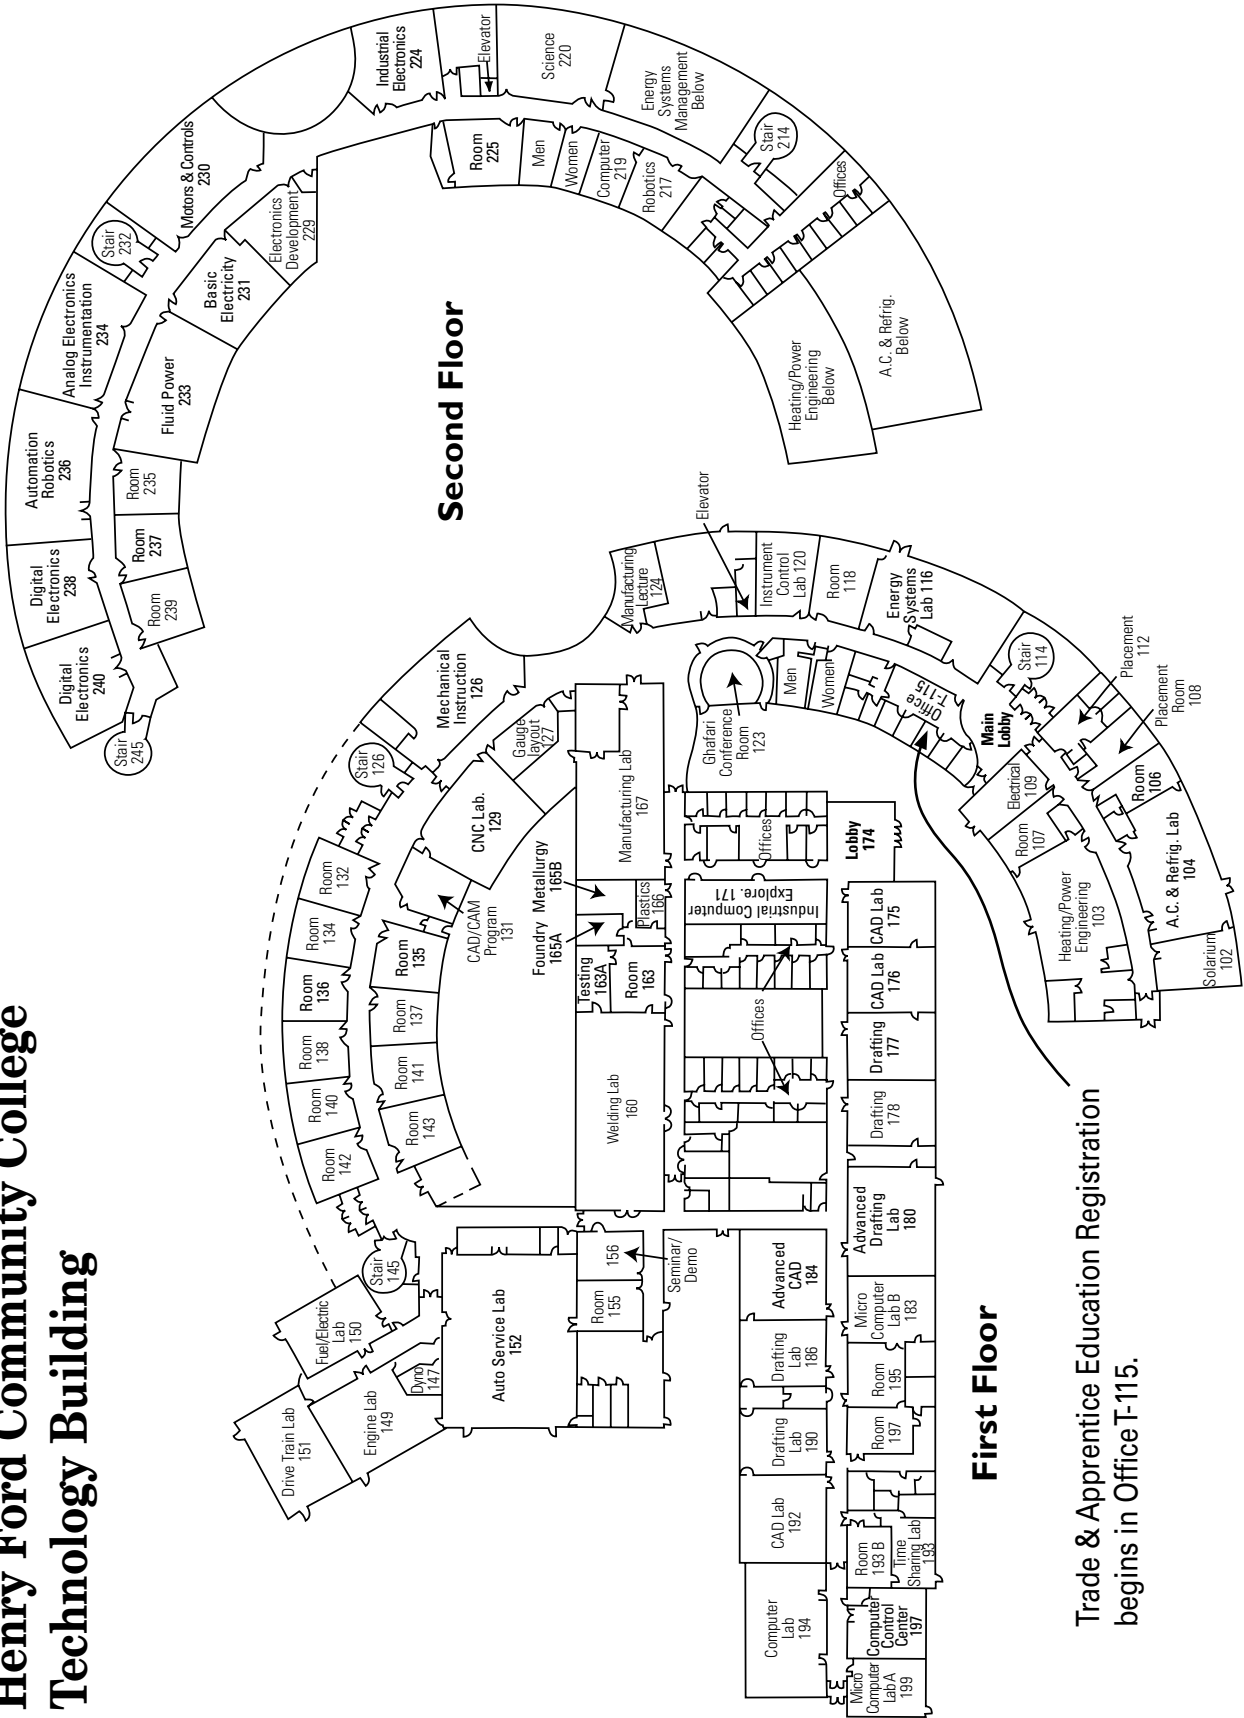 Henry Ford Community College
Technology Building
Second Floor
Digital
Electronics
240
Digital
Electronics
238
Automation
Robotics
236
Analog Electronics
Instrumentation
234
Stair
232
Motors & Controls
230
Industrial
Electronics
224
Elevator
Science
220
Energy
Systems
Management
Below
Stair
214
Offices
A.C. & Refrig.
Below
Heating/Power
Engineering
Below
Robotics
217
Computer
219
Women
Men
Room
225
Electronics
Development
229
Basic
Electricity
231
Fluid Power
233
Room
235
Room
237
Room
239
Stair
245
First Floor
Drive Train Lab
151
Engine Lab
149
Dyno
147
Fuel/Electric
Lab
150
Stair
145
Auto Service Lab
152
Room
155
156
Seminar/
Demo
Room
142
Room
140
Room
138
Room
136
Room
134
Room
132
Stair
126
Mechanical
Instruction
126
Room
143
Room
141
Room
137
Room
135
CAD/CAM
Program
131
CNC Lab.
129
Gauge
layout
127
Welding Lab
160
Testing
163A
Room
163
Foundry
165A
Metallurgy
165B
Plastics
166
Manufacturing Lab
167
Manufacturing
Lecture
124
Elevator
Instrument
Control
Lab 120
Room
118
Energy
Systems
Lab 116
Stair
114
Placement
112
Placement
Room
108
Room
106
A.C. & Refrig. Lab
104
Solarium
102
Heating/Power
Engineering
103
Room
107
Electrical
109
Main
Lobby
Office
T-115
Women
Men
Ghafari
Conference
Room
123
Offices
Lobby
174
Industrial Computer
Explore. 171
Offices
CAD Lab
175
CAD Lab
176
Drafting
177
Drafting
178
Advanced
Drafting
Lab
180
Micro
Computer
Lab B
183
Room
195
Room
197
Time
Sharing Lab
193
Room
193 B
Computer
Control
Center
197
Micro
Computer
Lab A
199
Advanced
CAD
184
Drafting
Lab
186
Drafting
Lab
190
CAD Lab
192
Computer
Lab
194
Trade & Apprentice Education Registration
begins in Office T-115.